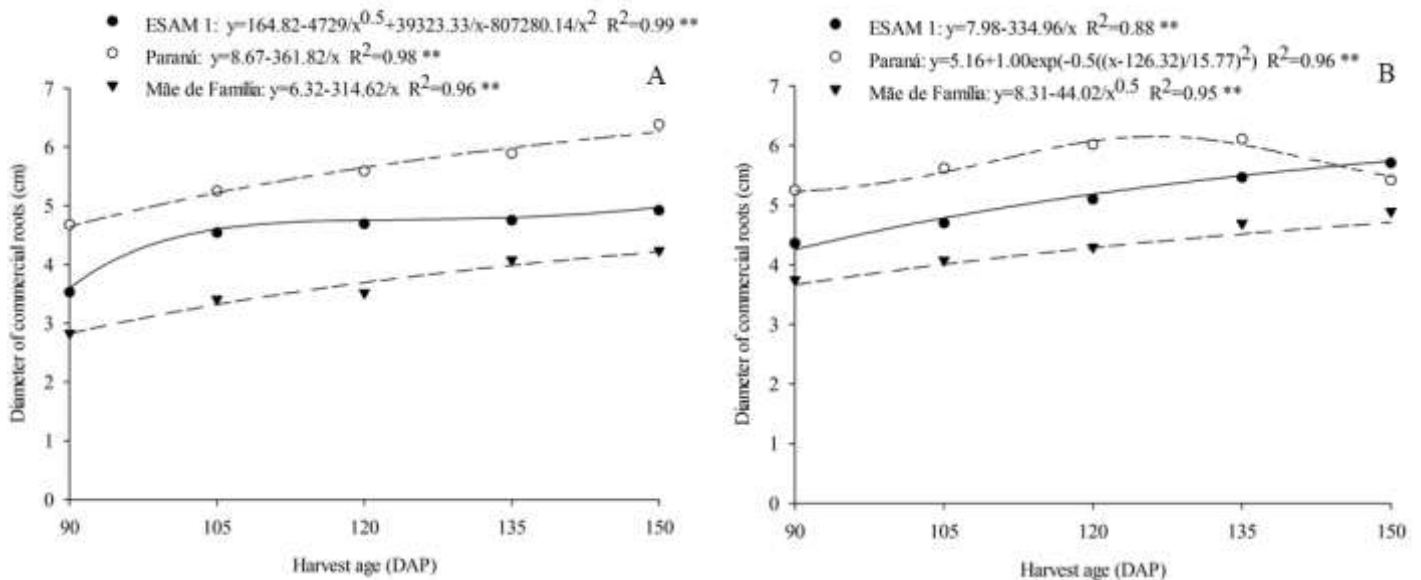 ESAM 1: y=164.82-4729/x^0.5+39323.33/x-807280.14/x^2 R^2=0.99 **
Paraná: y=8.67-361.82/x R^2=0.98 **
Mãe de Família: y=6.32-314.62/x R^2=0.96 **
A
7
6
5
4
3
2
1
0
Diameter of commercial roots (cm)
90 105 120 135 150
Harvest age (DAP)
ESAM 1: y=7.98-334.96/x R^2=0.88 **
Paraná: y=5.16+1.00exp(-0.5((x-126.32)/15.77)^2) R^2=0.96 **
Mãe de Família: y=8.31-44.02/x^0.5 R^2=0.95 **
B
7
6
5
4
3
2
1
0
Diameter of commercial roots (cm)
90 105 120 135 150
Harvest age (DAP)